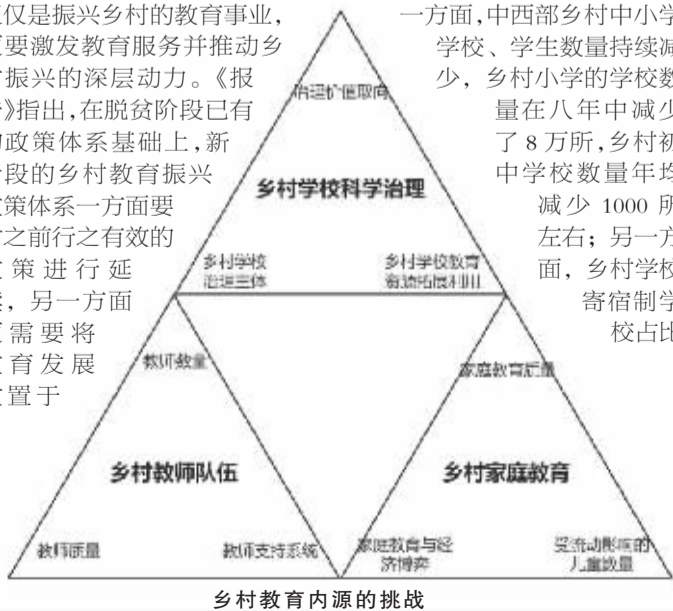 仅是振兴乡村的教育事业,
要激发教育服务并推动乡
振兴的深层动力。《报
》指出,在脱贫阶段已有
政策体系基础上,新
段的乡村教育振兴
策体系一方面要
之前行之有效的
策进行延
,另一方面
需要将
育发展
置于
一方面,中西部乡村中小学
学校、学生数量持续减
少,乡村小学的学校数
量在八年中减少
了8万所,乡村初
中学校数量年均
减少 1000 所
左右;另一方
面,乡村学校
寄宿制学
校占比
治理价值取向
乡村学校科学治理
乡村学校
治理主体
乡村学校教育
资源拓展利用
教师数量
乡村教师队伍
教师质量
教师支持系统
家庭教育质量
乡村家庭教育
家庭教育与经
济博弈
受流动影响的
儿童数量
乡村教育内源的挑战